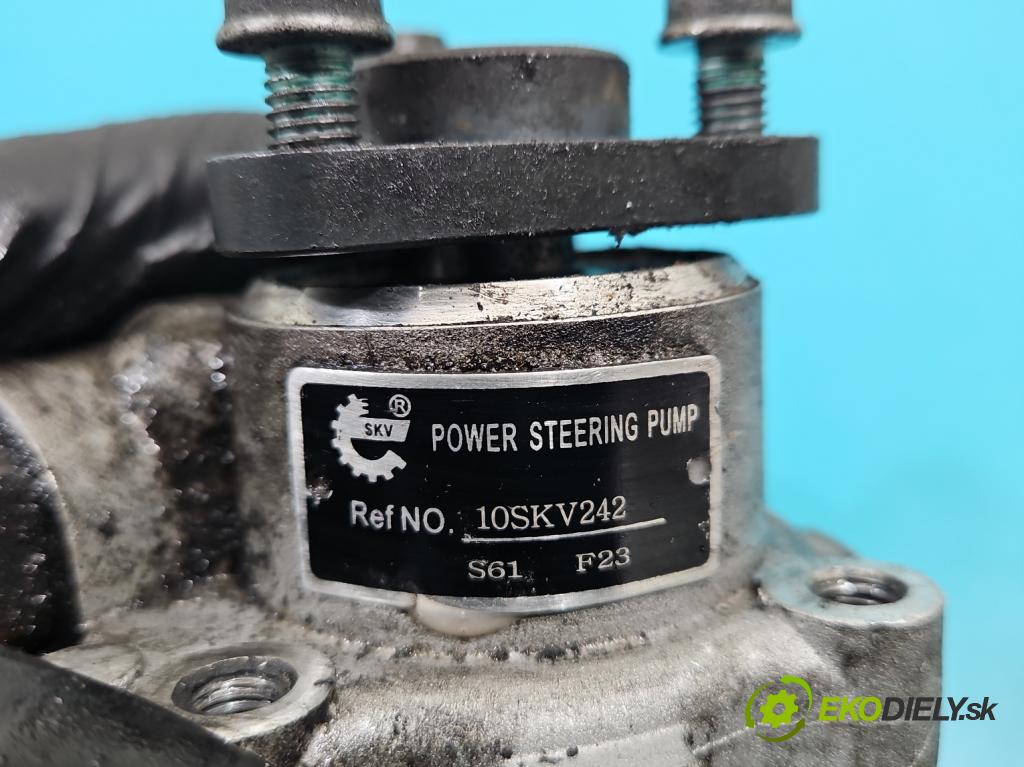 ®
SKV
POWER STEERING PUMP
Ref NO. 10SKV242
S61 F23
EKODIELY.sk